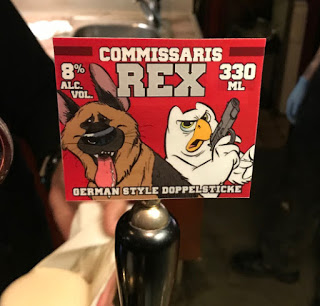 COMMISSARIS
8% REX 330
ALC. ML
VOL.
GERMAN STYLE DOPPELSTICKE